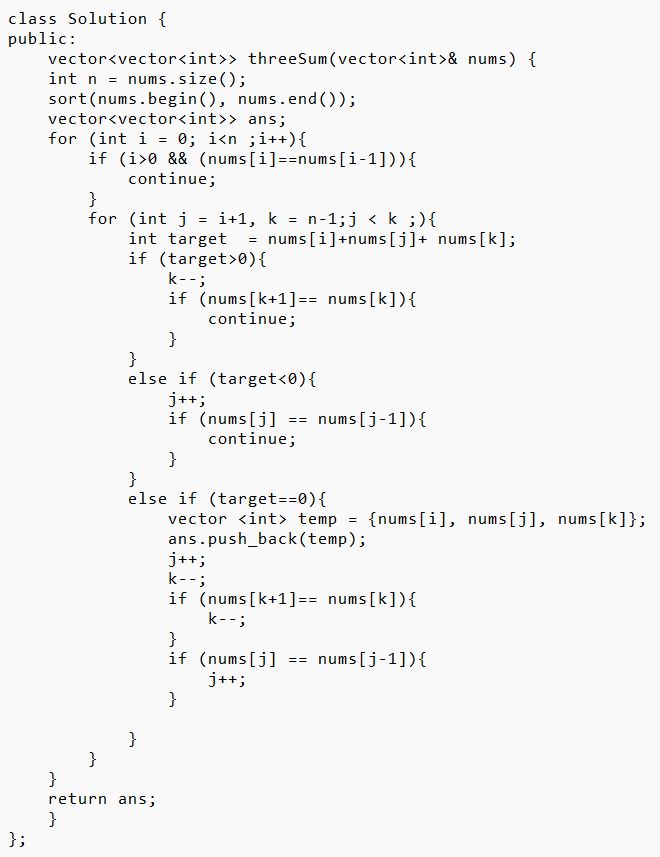 class Solution {
public:
    vector<vector<int>> threeSum(vector<int>& nums) {
    int n = nums.size();
    sort(nums.begin(), nums.end());
    vector<vector<int>> ans;
    for (int i = 0; i<n ;i++){
        if (i>0 && (nums[i]==nums[i-1])){
            continue;
        }
        for (int j = i+1, k = n-1;j < k ;){
            int target  = nums[i]+nums[j]+ nums[k];
            if (target>0){
                k--;
                if (nums[k+1]== nums[k]){
                    continue;
                }
            }
            else if (target<0){
                j++;
                if (nums[j] == nums[j-1]){
                    continue;
                }
            }
            else if (target==0){
                vector <int> temp = {nums[i], nums[j], nums[k]};
                ans.push_back(temp);
                j++;
                k--;
                if (nums[k+1]== nums[k]){
                    k--;
                }
                if (nums[j] == nums[j-1]){
                    j++;
                }

            }
        }
    }
    return ans;
    }
};